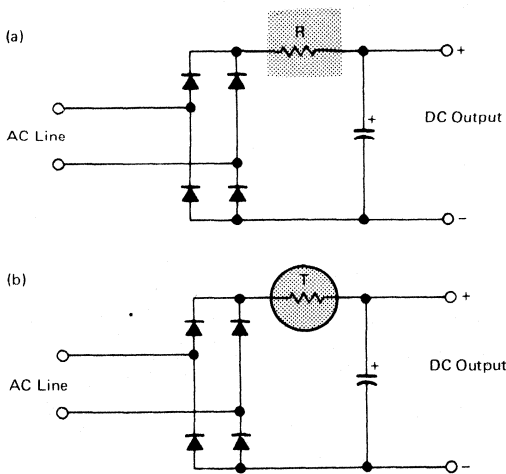 (a)
R
+
+
AC Line
DC Output
−
(b)
T
+
+
AC Line
DC Output
−